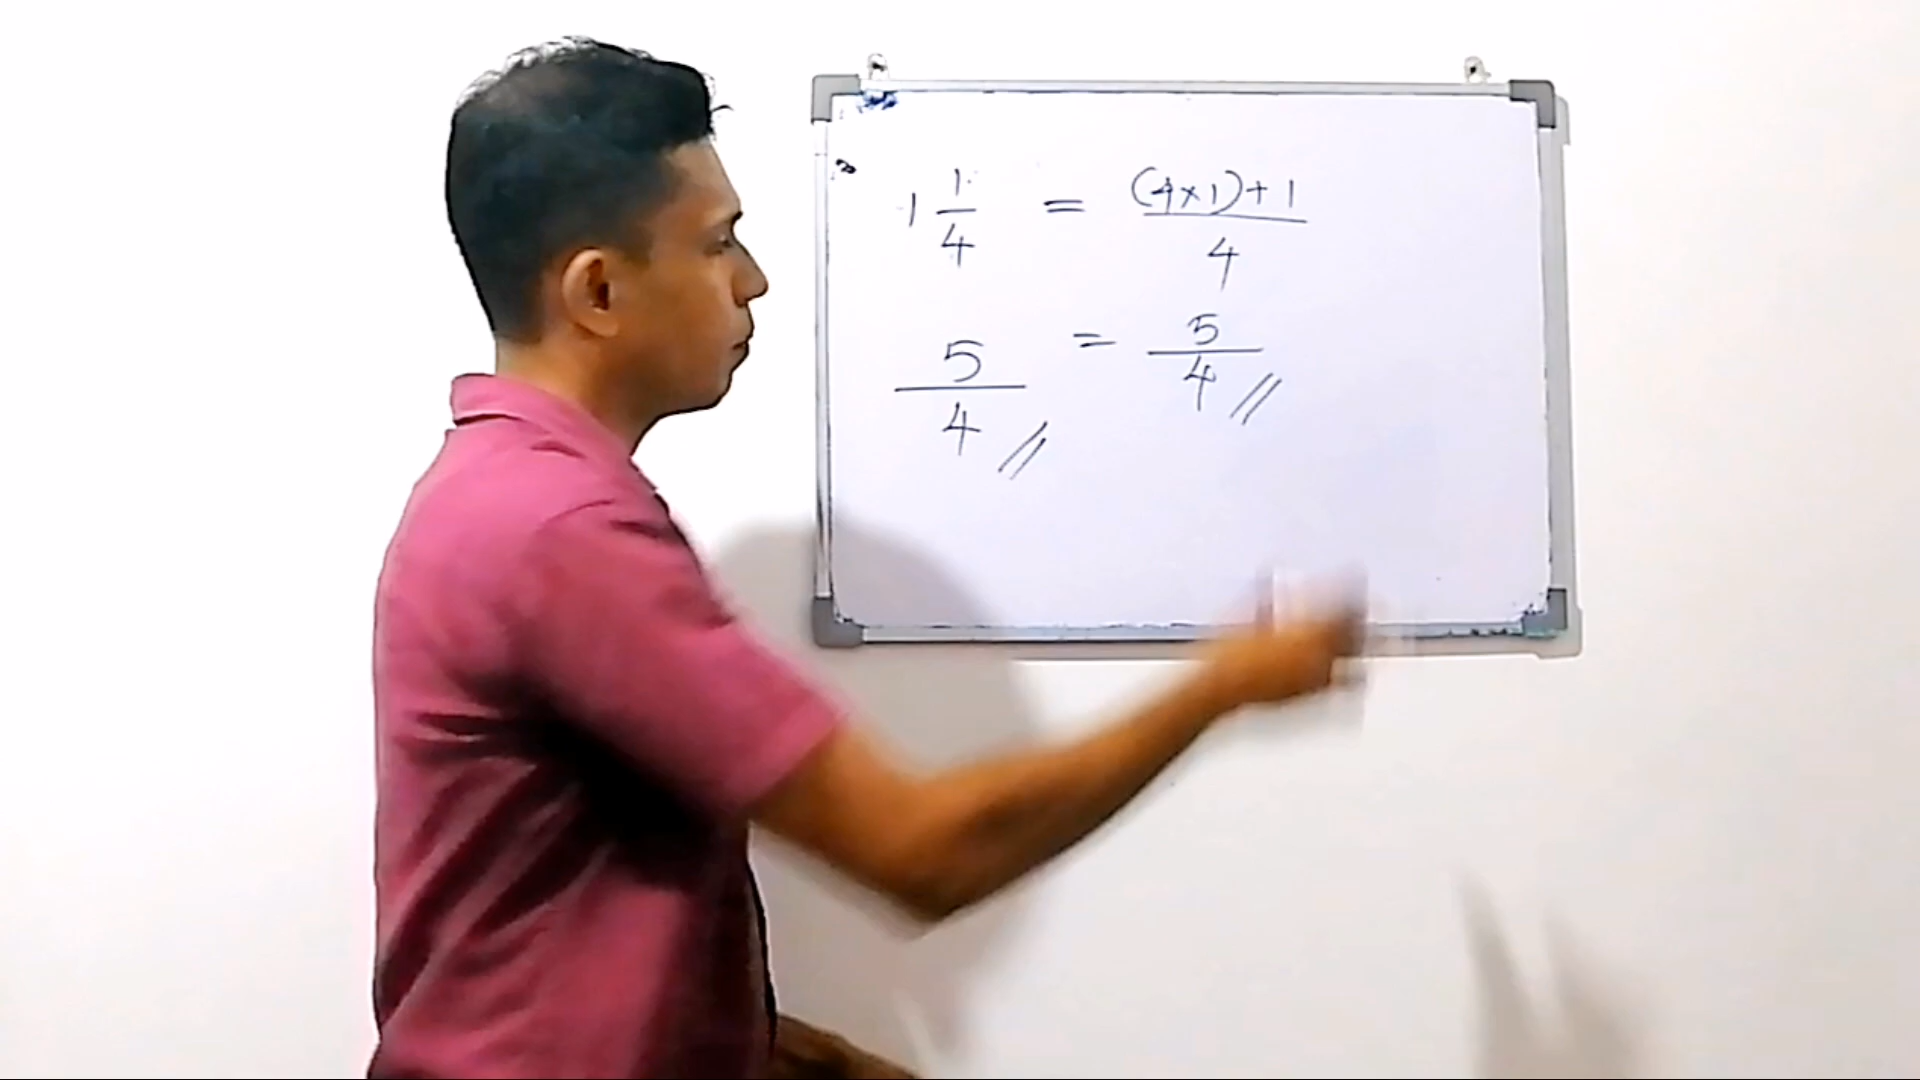 1 1/4 = (4×1)+1/4
= 5/4 //
5/4 //